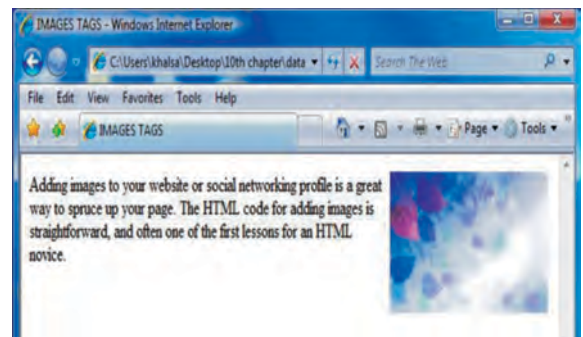 IMAGES TAGS - Windows Internet Explorer
C:\Users\khalsa\Desktop\10th chapter\data
Search The Web
File Edit View Favorites Tools Help
IMAGES TAGS
Page Tools
Adding images to your website or social networking profile is a great
way to spruce up your page. The HTML code for adding images is
straightforward, and often one of the first lessons for an HTML
novice.